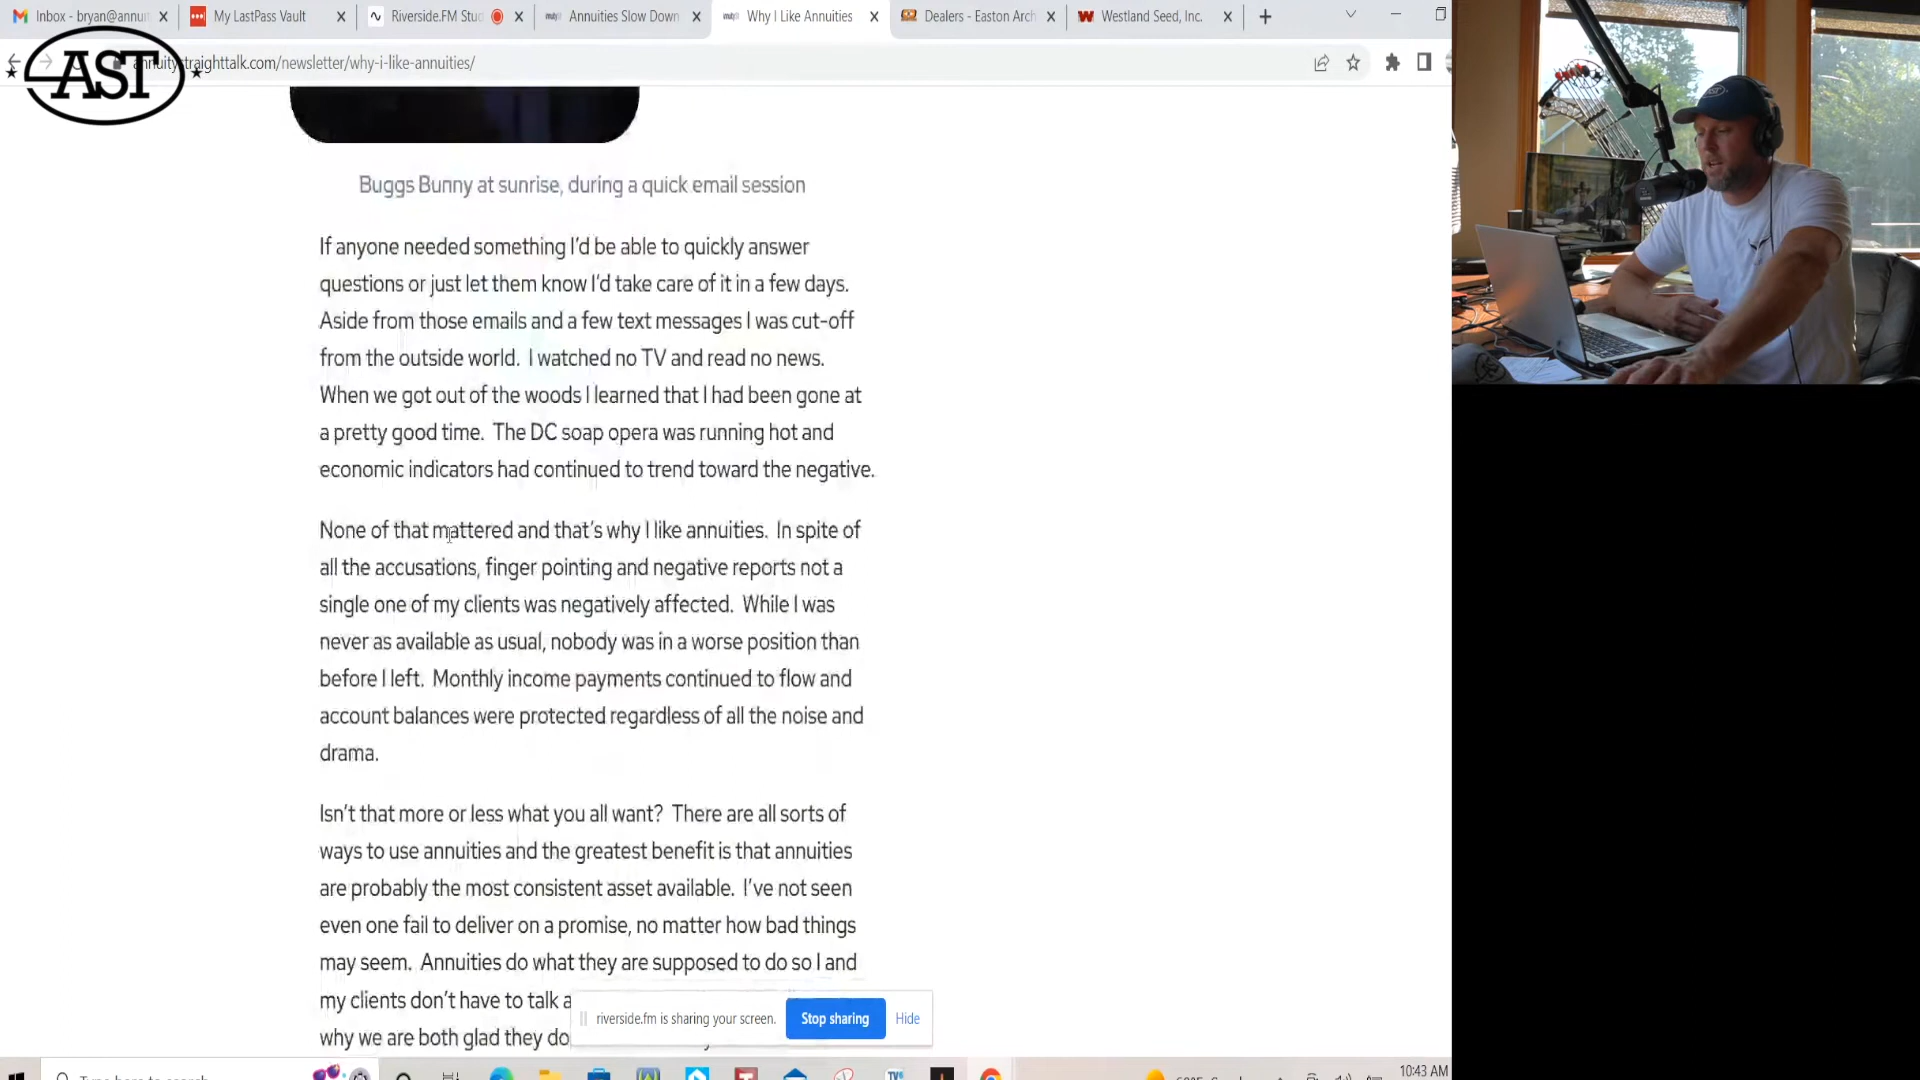 Inbox - bryan@annui
My LastPass Vault
Riverside.FM Stud
Annuities Slow Down
Why I Like Annuities
Dealers - Easton Arch
Westland Seed, Inc.
AST
straighttalk.com/newsletter/why-i-like-annuities/
Buggs Bunny at sunrise, during a quick email session
If anyone needed something I'd be able to quickly answer
questions or just let them know I'd take care of it in a few days.
Aside from those emails and a few text messages I was cut-off
from the outside world. I watched no TV and read no news.
When we got out of the woods I learned that I had been gone at
a pretty good time. The DC soap opera was running hot and
economic indicators had continued to trend toward the negative.
None of that mattered and that's why I like annuities. In spite of
all the accusations, finger pointing and negative reports not a
single one of my clients was negatively affected. While I was
never as available as usual, nobody was in a worse position than
before I left. Monthly income payments continued to flow and
account balances were protected regardless of all the noise and
drama.
Isn't that more or less what you all want? There are all sorts of
ways to use annuities and the greatest benefit is that annuities
are probably the most consistent asset available. I've not seen
even one fail to deliver on a promise, no matter how bad things
may seem. Annuities do what they are supposed to do so I and
my clients don't have to talk a
why we are both glad they do
riverside.fm is sharing your screen.
Stop sharing
Hide
10:43 AM